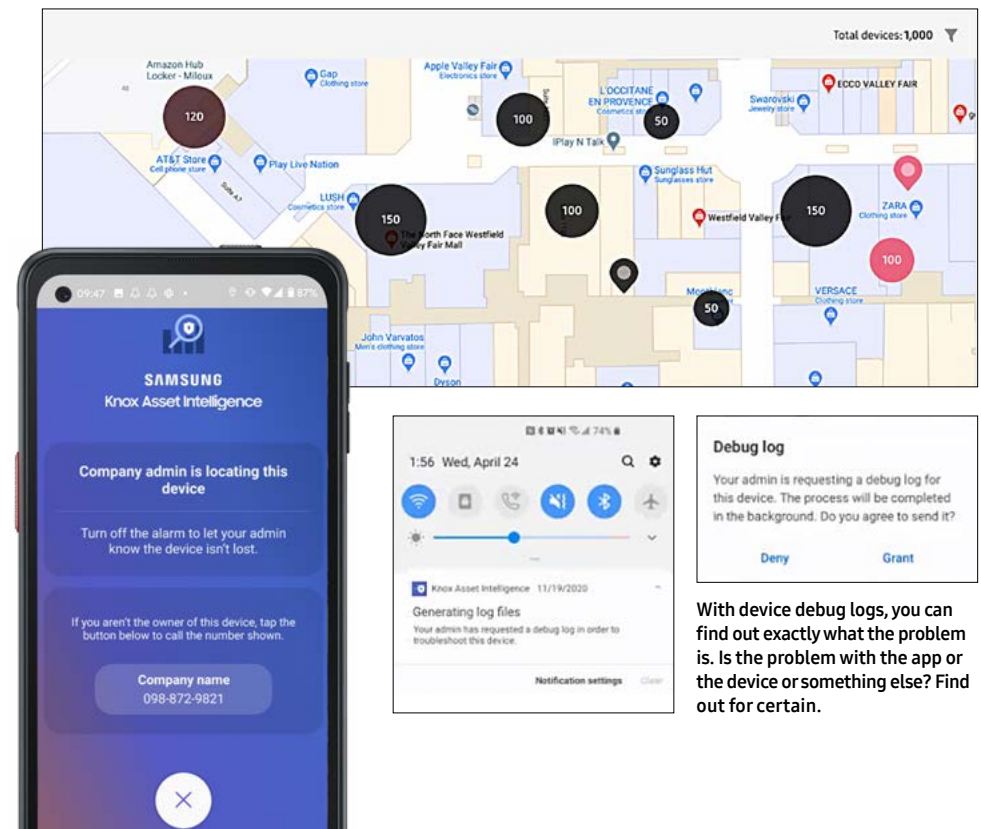 Total devices: 1,000
Amazon Hub
Locker - Miloux
Gap
Clothing store
Apple Valley Fair
Electronics store
L'OCCITANE
EN PROVENCE
Cosmetics sto
Swarovski
Jewelry store
ECCO VALLEY FAIR
120
100
50
AT&T Store
Cell phone store
Play Live Nation
IPlay N Talk
Suite A7
LUSH
Cosmetics store
Sunglass Hut
Sunglasses store
150
100
150
100
50
The North Face Westfield
Valley Fair Mall
Westfield Valley Fa
ZARA
Clothing store
VERSACE
Clothing store
John Varvatos
Men's clothing store
Dyson
09:47
87%
SAMSUNG
Knox Asset Intelligence
Company admin is locating this
device
Turn off the alarm to let your admin
know the device isn't lost.
If you aren't the owner of this device, tap the
button below to call the number shown.
Company name
098-872-9821
74%
1:56 Wed, April 24
Knox Asset Intelligence 11/19/2020
Generating log files
Your admin has requested a debug log in order to
troubleshoot this device.
Notification settings
Clear
Debug log
Your admin is requesting a debug log for
this device. The process will be completed
in the background. Do you agree to send it?
Deny
Grant
With device debug logs, you can
find out exactly what the problem
is. Is the problem with the app or
the device or something else? Find
out for certain.